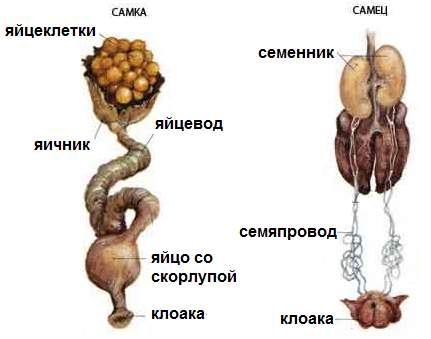 САМКА
яйцеклетки
яичник
яйцевод
яйцо со
скорлупой
клоака
САМЕЦ
семенник
семяпровод
клоака